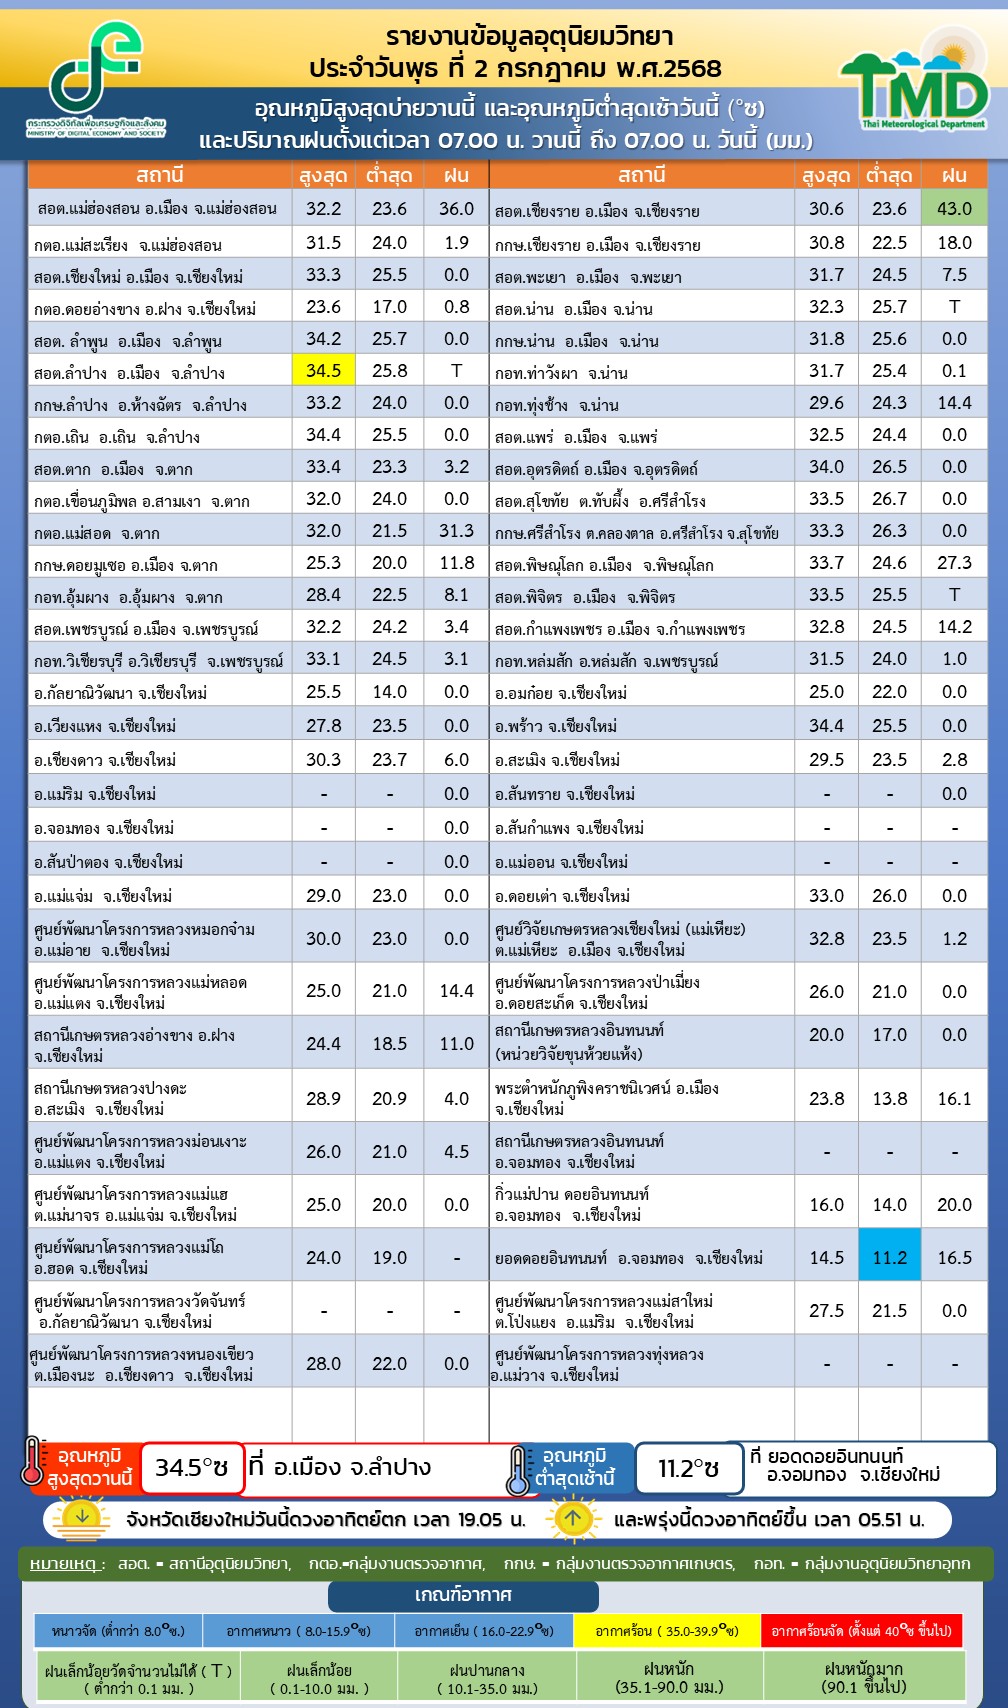 รายงานข้อมูลอุตุนิยมวิทยา
ประจำวันพุธ ที่ 2 กรกฎาคม พ.ศ.2568
กระทรวงดิจิทัลเพื่อเศรษฐกิจและสังคม
MINISTRY OF DIGITAL ECONOMY AND SOCIETY
TMD
Thai Meteorological Department
อุณหภูมิสูงสุดบ่ายวานนี้ และอุณหภูมิต่ำสุดเช้าวันนี้ (°ซ)
และปริมาณฝนตั้งแต่เวลา 07.00 น. วานนี้ ถึง 07.00 น. วันนี้ (มม.)
สถานี สูงสุด ต่ำสุด ฝน สถานี สูงสุด ต่ำสุด ฝน
สอต.แม่ฮ่องสอน อ.เมือง จ.แม่ฮ่องสอน 32.2 23.6 36.0 สอต.เชียงราย อ.เมือง จ.เชียงราย 30.6 23.6 43.0
กตอ.แม่สะเรียง จ.แม่ฮ่องสอน 31.5 24.0 1.9 กกษ.เชียงราย อ.เมือง จ.เชียงราย 30.8 22.5 18.0
สอต.เชียงใหม่ อ.เมือง จ.เชียงใหม่ 33.3 25.5 0.0 สอต.พะเยา อ.เมือง จ.พะเยา 31.7 24.5 7.5
กตอ.ดอยอ่างขาง อ.ฝาง จ.เชียงใหม่ 23.6 17.0 0.8 สอต.น่าน อ.เมือง จ.น่าน 32.3 25.7 T
สอต. ลำพูน อ.เมือง จ.ลำพูน 34.2 25.7 0.0 กกษ.น่าน อ.เมือง จ.น่าน 31.8 25.6 0.0
สอต.ลำปาง อ.เมือง จ.ลำปาง 34.5 25.8 T กอท.ท่าวังผา จ.น่าน 31.7 25.4 0.1
กกษ.ลำปาง อ.ห้างฉัตร จ.ลำปาง 33.2 24.0 0.0 กอท.ทุ่งช้าง จ.น่าน 29.6 24.3 14.4
กตอ.เถิน อ.เถิน จ.ลำปาง 34.4 25.5 0.0 สอต.แพร่ อ.เมือง จ.แพร่ 32.5 24.4 0.0
สอต.ตาก อ.เมือง จ.ตาก 33.4 23.3 3.2 สอต.อุตรดิตถ์ อ.เมือง จ.อุตรดิตถ์ 34.0 26.5 0.0
กตอ.เขื่อนภูมิพล อ.สามเงา จ.ตาก 32.0 24.0 0.0 สอต.สุโขทัย ต.ทับผึ้ง อ.ศรีสำโรง 33.5 26.7 0.0
กตอ.แม่สอด จ.ตาก 32.0 21.5 31.3 กกษ.ศรีสำโรง ต.คลองตาล อ.ศรีสำโรง จ.สุโขทัย 33.3 26.3 0.0
กกษ.ดอยมูเซอ อ.เมือง จ.ตาก 25.3 20.0 11.8 สอต.พิษณุโลก อ.เมือง จ.พิษณุโลก 33.7 24.6 27.3
กอท.อุ้มผาง อ.อุ้มผาง จ.ตาก 28.4 22.5 8.1 สอต.พิจิตร อ.เมือง จ.พิจิตร 33.5 25.5 T
สอต.เพชรบูรณ์ อ.เมือง จ.เพชรบูรณ์ 32.2 24.2 3.4 สอต.กำแพงเพชร อ.เมือง จ.กำแพงเพชร 32.8 24.5 14.2
กอท.วิเชียรบุรี อ.วิเชียรบุรี จ.เพชรบูรณ์ 33.1 24.5 3.1 กอท.หล่มสัก อ.หล่มสัก จ.เพชรบูรณ์ 31.5 24.0 1.0
อ.กัลยาณิวัฒนา จ.เชียงใหม่ 25.5 14.0 0.0 อ.อมก๋อย จ.เชียงใหม่ 25.0 22.0 0.0
อ.เวียงแหง จ.เชียงใหม่ 27.8 23.5 0.0 อ.พร้าว จ.เชียงใหม่ 34.4 25.5 0.0
อ.เชียงดาว จ.เชียงใหม่ 30.3 23.7 6.0 อ.สะเมิง จ.เชียงใหม่ 29.5 23.5 2.8
อ.แม่ริม จ.เชียงใหม่ - - 0.0 อ.สันทราย จ.เชียงใหม่ - - 0.0
อ.จอมทอง จ.เชียงใหม่ - - 0.0 อ.สันกำแพง จ.เชียงใหม่ - - -
อ.สันป่าตอง จ.เชียงใหม่ - - 0.0 อ.แม่ออน จ.เชียงใหม่ - - -
อ.แม่แจ่ม จ.เชียงใหม่ 29.0 23.0 0.0 อ.ดอยเต่า จ.เชียงใหม่ 33.0 26.0 0.0
ศูนย์พัฒนาโครงการหลวงหมอกจ๋าม
อ.แม่อาย จ.เชียงใหม่ 30.0 23.0 0.0
ศูนย์วิจัยเกษตรหลวงเชียงใหม่ (แม่เหียะ)
ต.แม่เหียะ อ.เมือง จ.เชียงใหม่ 32.8 23.5 1.2
ศูนย์พัฒนาโครงการหลวงแม่หลอด
อ.แม่แตง จ.เชียงใหม่ 25.0 21.0 14.4
ศูนย์พัฒนาโครงการหลวงป่าเมี่ยง
อ.ดอยสะเก็ด จ.เชียงใหม่ 26.0 21.0 0.0
สถานีเกษตรหลวงอ่างขาง อ.ฝาง
จ.เชียงใหม่ 24.4 18.5 11.0
สถานีเกษตรหลวงอินทนนท์
(หน่วยวิจัยขุนห้วยแห้ง) 20.0 17.0 0.0
สถานีเกษตรหลวงปางดะ
อ.สะเมิง จ.เชียงใหม่ 28.9 20.9 4.0
พระตำหนักภูพิงคราชนิเวศน์ อ.เมือง
จ.เชียงใหม่ 23.8 13.8 16.1
ศูนย์พัฒนาโครงการหลวงม่อนเงาะ
อ.แม่แตง จ.เชียงใหม่ 26.0 21.0 4.5
สถานีเกษตรหลวงอินทนนท์
อ.จอมทอง จ.เชียงใหม่ - - -
ศูนย์พัฒนาโครงการหลวงแม่แฮ
ต.แม่นาจร อ.แม่แจ่ม จ.เชียงใหม่ 25.0 20.0 0.0
กิ่วแม่ปาน ดอยอินทนนท์
อ.จอมทอง จ.เชียงใหม่ 16.0 14.0 20.0
ศูนย์พัฒนาโครงการหลวงแม่โถ
อ.ฮอด จ.เชียงใหม่ 24.0 19.0 -
ยอดดอยอินทนนท์ อ.จอมทอง จ.เชียงใหม่ 14.5 11.2 16.5
ศูนย์พัฒนาโครงการหลวงวัดจันทร์
อ.กัลยาณิวัฒนา จ.เชียงใหม่ - - -
ศูนย์พัฒนาโครงการหลวงแม่สาใหม่
ต.โป่งแยง อ.แม่ริม จ.เชียงใหม่ 27.5 21.5 0.0
ศูนย์พัฒนาโครงการหลวงหนองเขียว
ต.เมืองนะ อ.เชียงดาว จ.เชียงใหม่ 28.0 22.0 0.0
ศูนย์พัฒนาโครงการหลวงทุ่งหลวง
อ.แม่วาง จ.เชียงใหม่ - - -
อุณหภูมิ
สูงสุดวานนี้ 34.5°ซ ที่ อ.เมือง จ.ลำปาง
อุณหภูมิ
ต่ำสุดเช้านี้ 11.2°ซ ที่ ยอดดอยอินทนนท์
อ.จอมทอง จ.เชียงใหม่
จังหวัดเชียงใหม่วันนี้ดวงอาทิตย์ตก เวลา 19.05 น. และพรุ่งนี้ดวงอาทิตย์ขึ้น เวลา 05.51 น.
หมายเหตุ : สอต. = สถานีอุตุนิยมวิทยา, กตอ.=กลุ่มงานตรวจอากาศ, กกษ. = กลุ่มงานตรวจอากาศเกษตร, กอท. = กลุ่มงานอุตุนิยมวิทยาอุทก
เกณฑ์อากาศ
หนาวจัด (ต่ำกว่า 8.0°ซ.) อากาศหนาว ( 8.0-15.9°ซ) อากาศเย็น ( 16.0-22.9°ซ) อากาศร้อน ( 35.0-39.9°ซ) อากาศร้อนจัด (ตั้งแต่ 40°ซ ขึ้นไป)
ฝนเล็กน้อยวัดจำนวนไม่ได้ ( T ) ฝนเล็กน้อย ฝนปานกลาง ฝนหนัก ฝนหนักมาก
( ต่ำกว่า 0.1 มม. ) ( 0.1-10.0 มม. ) ( 10.1-35.0 มม.) (35.1-90.0 มม.) (90.1 ขึ้นไป)